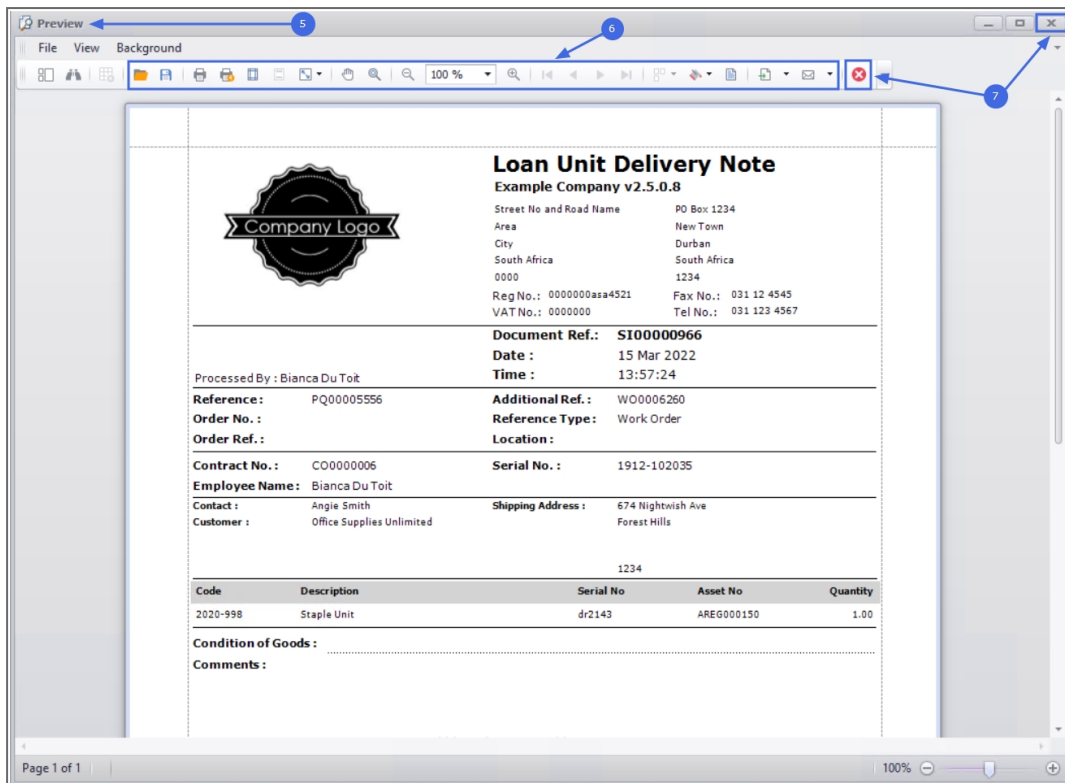 Preview
5
6
7
File View Background
100 %
Company Logo
Loan Unit Delivery Note
Example Company v2.5.0.8
Street No and Road Name PO Box 1234
Area New Town
City Durban
South Africa South Africa
0000 1234
Reg No.: 0000000asa4521 Fax No.: 031 12 4545
VAT No.: 0000000 Tel No.: 031 123 4567
Document Ref.: SI00000966
Date : 15 Mar 2022
Processed By : Bianca Du Toit Time : 13:57:24
Reference : PQ00005556 Additional Ref. : WO0006260
Order No. : Reference Type : Work Order
Order Ref. : Location :
Contract No. : CO0000006 Serial No. : 1912-102035
Employee Name : Bianca Du Toit
Contact : Angie Smith Shipping Address : 674 Nightwish Ave
Customer : Office Supplies Unlimited Forest Hills
1234
Code Description Serial No Asset No Quantity
2020-998 Staple Unit dr2143 AREG000150 1.00
Condition of Goods :
Comments :
Page 1 of 1 100%